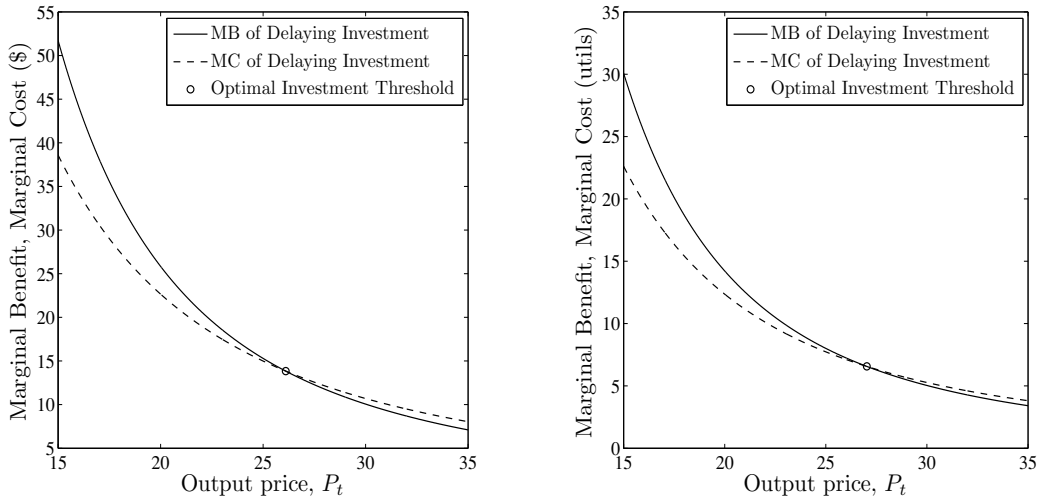 55
50
45
40
35
30
25
20
15
10
5
15
20
25
30
35
Marginal Benefit, Marginal Cost ($)
Output price, P_t
MB of Delaying Investment
MC of Delaying Investment
Optimal Investment Threshold
35
30
25
20
15
10
5
0
15
20
25
30
35
Marginal Benefit, Marginal Cost (utils)
Output price, P_t
MB of Delaying Investment
MC of Delaying Investment
Optimal Investment Threshold